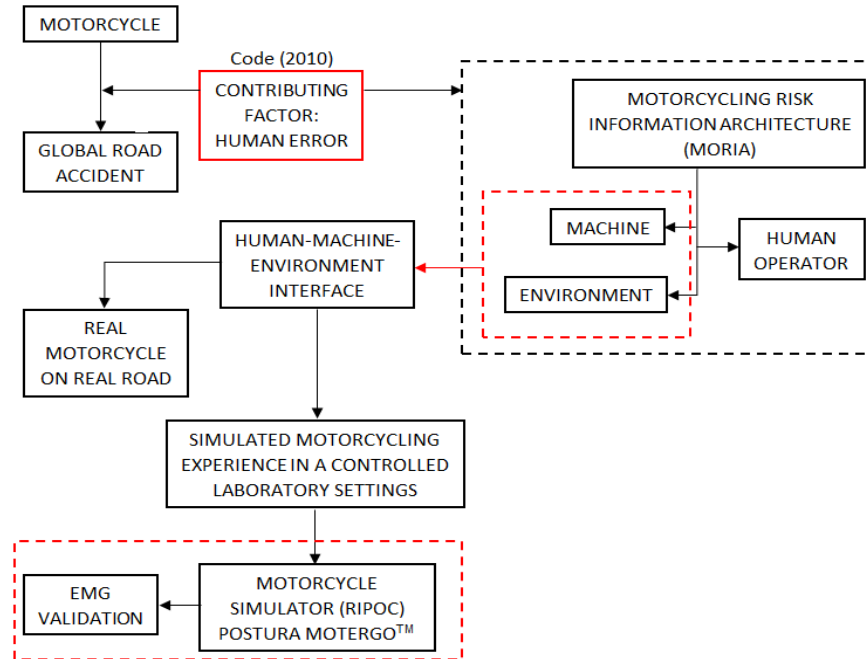 MOTORCYCLE
Code (2010)
CONTRIBUTING
FACTOR:
HUMAN ERROR
GLOBAL ROAD
ACCIDENT
MOTORCYCLING RISK
INFORMATION ARCHITECTURE
(MORIA)
MACHINE
HUMAN
OPERATOR
ENVIRONMENT
HUMAN-MACHINE-
ENVIRONMENT
INTERFACE
REAL
MOTORCYCLE
ON REAL ROAD
SIMULATED MOTORCYCLING
EXPERIENCE IN A CONTROLLED
LABORATORY SETTINGS
EMG
VALIDATION
MOTORCYCLE
SIMULATOR (RIPOC)
POSTURA MOTERGO™